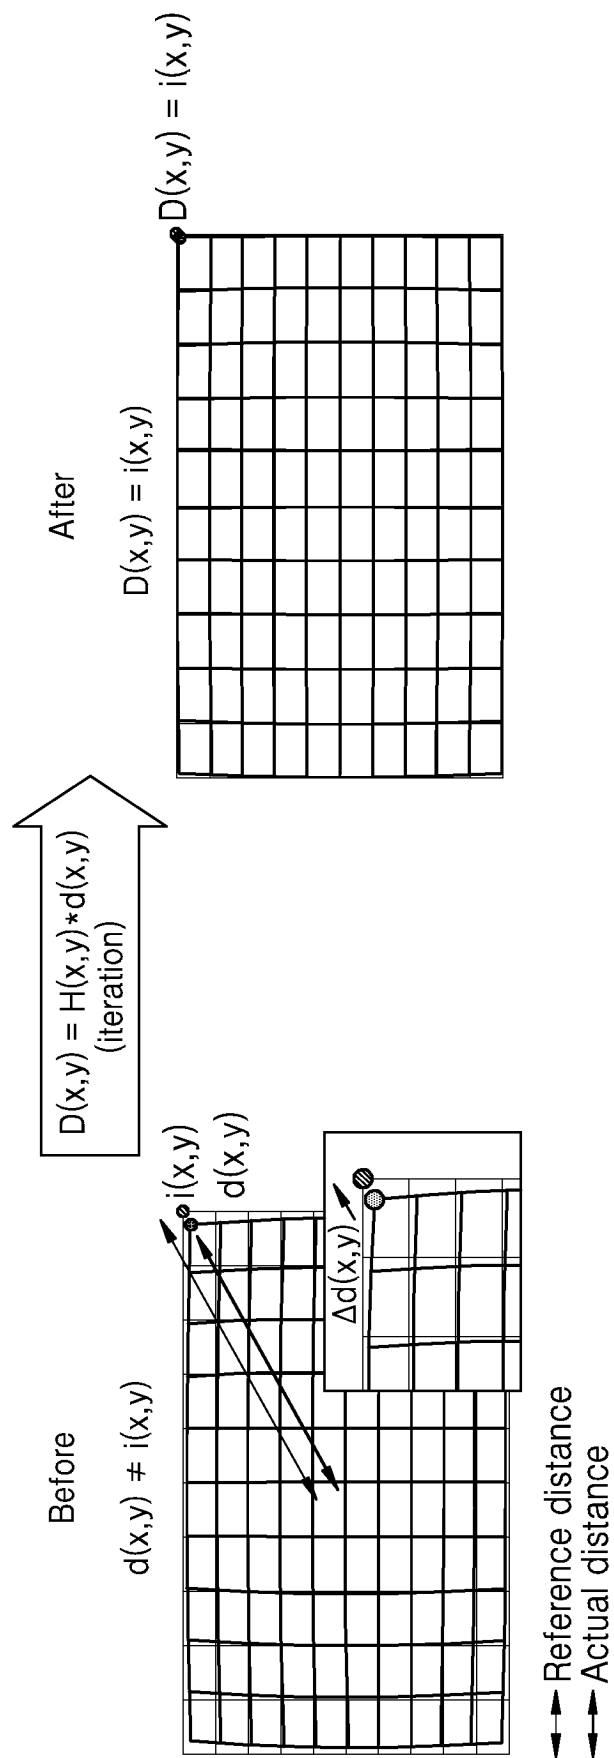 Before
d(x,y) ≠ i(x,y)
i(x,y)
d(x,y)
Δd(x,y)
Reference distance
Actual distance
D(x,y) = H(x,y)*d(x,y)
(iteration)
After
D(x,y) = i(x,y)
D(x,y) = i(x,y)